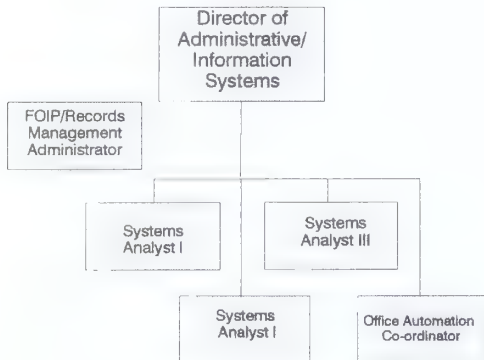 Director of
Administrative/
Information
Systems
FOIP/Records
Management
Administrator
Systems
Analyst I
Systems
Analyst III
Systems
Analyst I
Office Automation
Co-ordinator